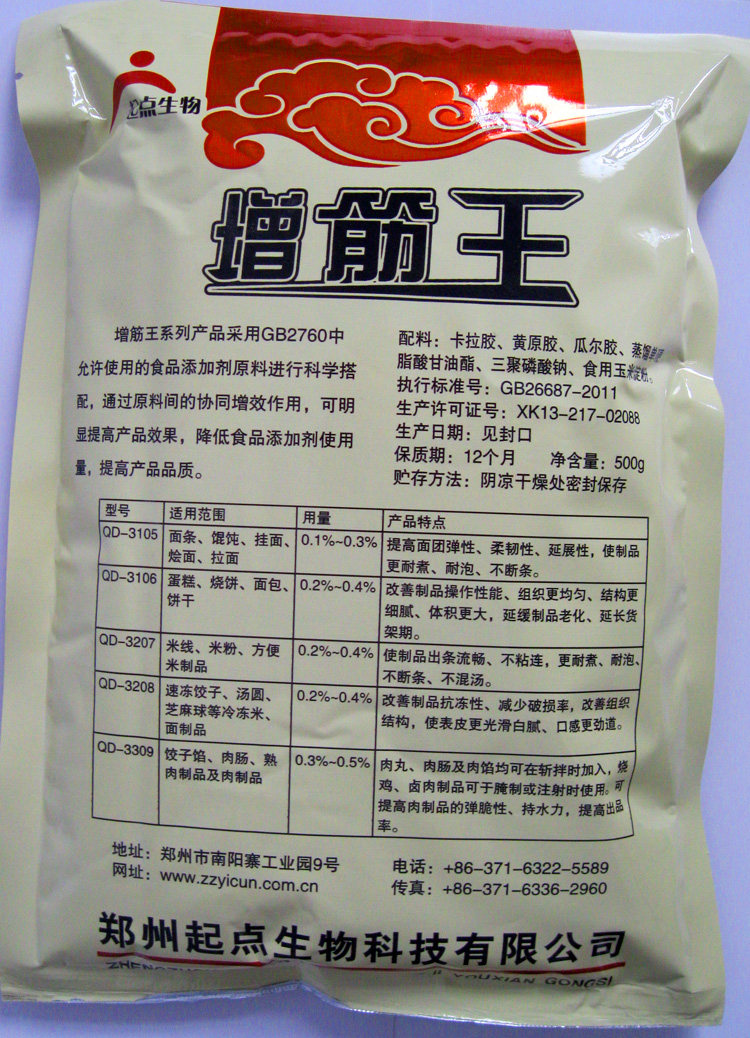 起点生物
增筋王
增筋王系列产品采用GB2760中
允许使用的食品添加剂原料进行科学搭
配，通过原料间的协同增效作用，可明
显提高产品效果，降低食品添加剂使用
量，提高产品品质。
配料：卡拉胶、黄原胶、瓜尔胶、蒸馏单硬
脂酸甘油酯、三聚磷酸钠、食用玉米淀粉。
执行标准号：GB26687-2011
生产许可证号：XK13-217-02088
生产日期：见封口
保质期：12个月 净含量：500g
贮存方法：阴凉干燥处密封保存
型号 适用范围 用量 产品特点
QD-3105 面条、馄饨、挂面、 0.1%~0.3% 提高面团弹性、柔韧性、延展性，使制品
烩面、拉面 更耐煮、耐泡、不断条。
QD-3106 蛋糕、烧饼、面包、 0.2%~0.4% 改善制品操作性能、组织更均匀、结构更
饼干 细腻、体积更大，延缓制品老化、延长货
架期。
QD-3207 米线、米粉、方便 0.2%~0.4% 使制品出条流畅、不粘连，更耐煮、耐泡、
米制品 不断条、不混汤。
QD-3208 速冻饺子、汤圆、 0.2%~0.4% 改善制品抗冻性、减少破损率，改善组织
芝麻球等冷冻米、 结构，使表皮更光滑白腻、口感更劲道。
面制品
QD-3309 饺子馅、肉肠、熟 0.3%~0.5% 肉丸、肉肠及肉馅均可在斩拌时加入，烧
肉制品及肉制品 鸡、卤肉制品可于腌制或注射时使用。可
提高肉制品的弹脆性、持水力，提高出品
率。
地址：郑州市南阳寨工业园9号 电话：+86-371-6322-5589
网址：www.zzyicun.com.cn 传真：+86-371-6336-2960
郑州起点生物科技有限公司
YOUXIAN GONGSI